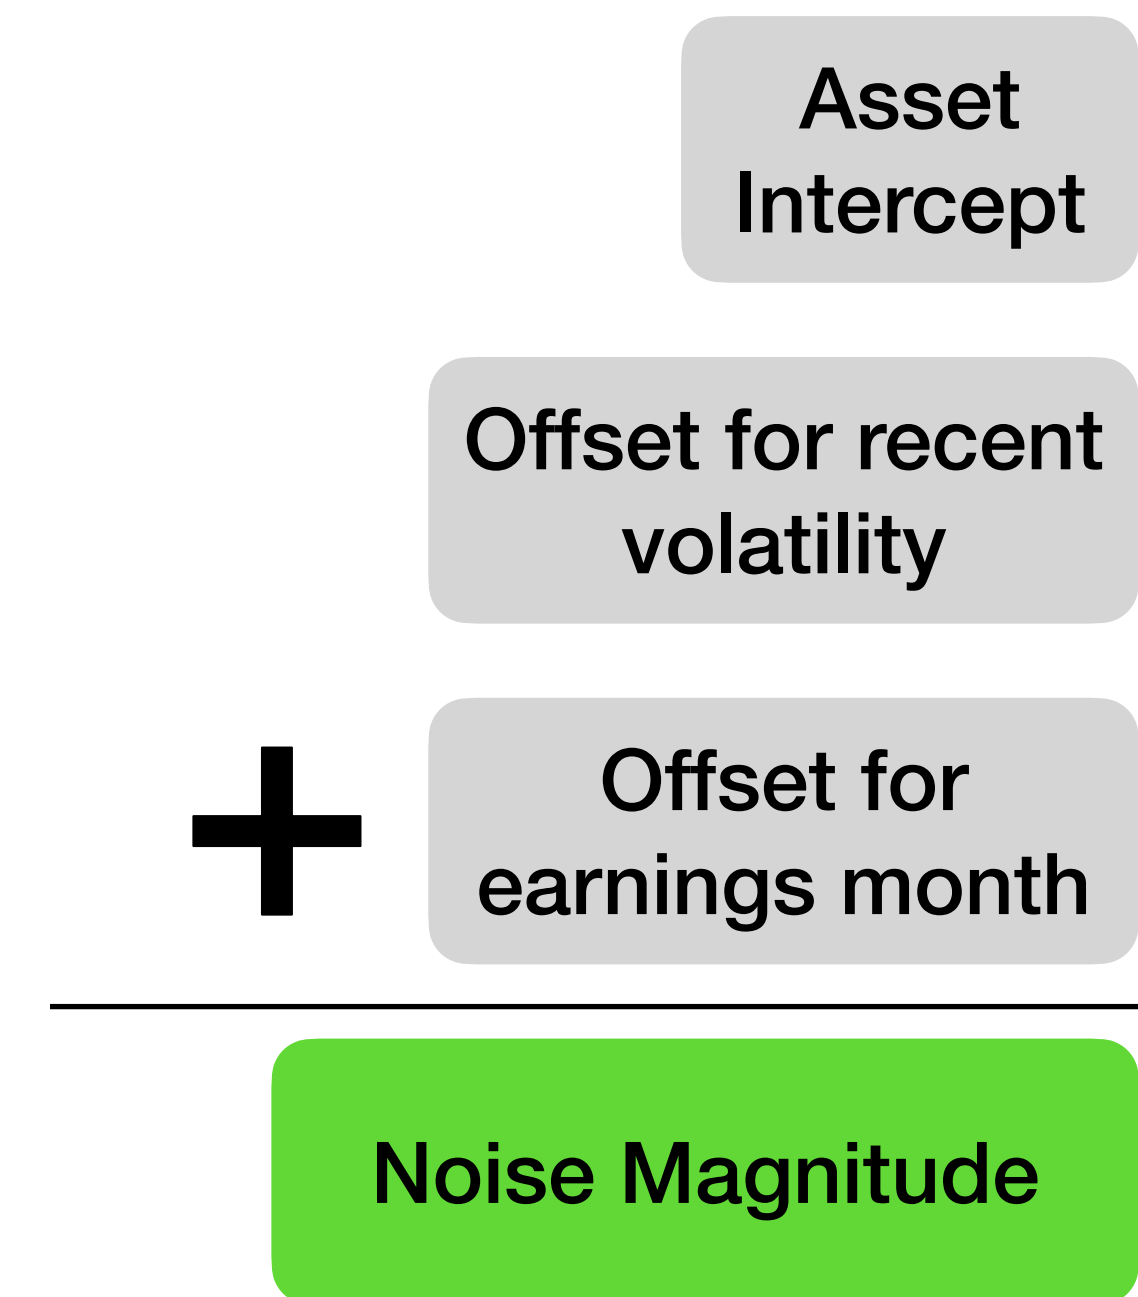 Asset
Intercept
Offset for recent
volatility
Offset for
earnings month
+
Noise Magnitude